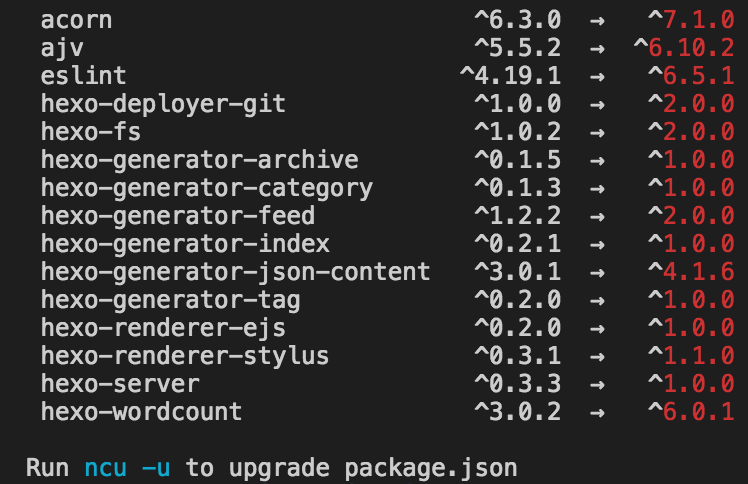 acorn ^6.3.0 → ^7.1.0
ajv ^5.5.2 → ^6.10.2
eslint ^4.19.1 → ^6.5.1
hexo-deployer-git ^1.0.0 → ^2.0.0
hexo-fs ^1.0.2 → ^2.0.0
hexo-generator-archive ^0.1.5 → ^1.0.0
hexo-generator-category ^0.1.3 → ^1.0.0
hexo-generator-feed ^1.2.2 → ^2.0.0
hexo-generator-index ^0.2.1 → ^1.0.0
hexo-generator-json-content ^3.0.1 → ^4.1.6
hexo-generator-tag ^0.2.0 → ^1.0.0
hexo-renderer-ejs ^0.2.0 → ^1.0.0
hexo-renderer-stylus ^0.3.1 → ^1.1.0
hexo-server ^0.3.3 → ^1.0.0
hexo-wordcount ^3.0.2 → ^6.0.1
Run ncu -u to upgrade package.json